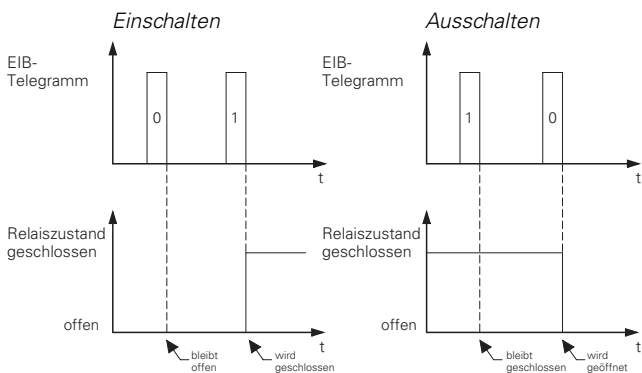 Einschalten
EIB-
Telegramm
0
1
t
Relaiszustand
geschlossen
offen
t
bleibt
offen
wird
geschlossen
Ausschalten
EIB-
Telegramm
1
0
t
Relaiszustand
geschlossen
offen
t
bleibt
geschlossen
wird
geöffnet